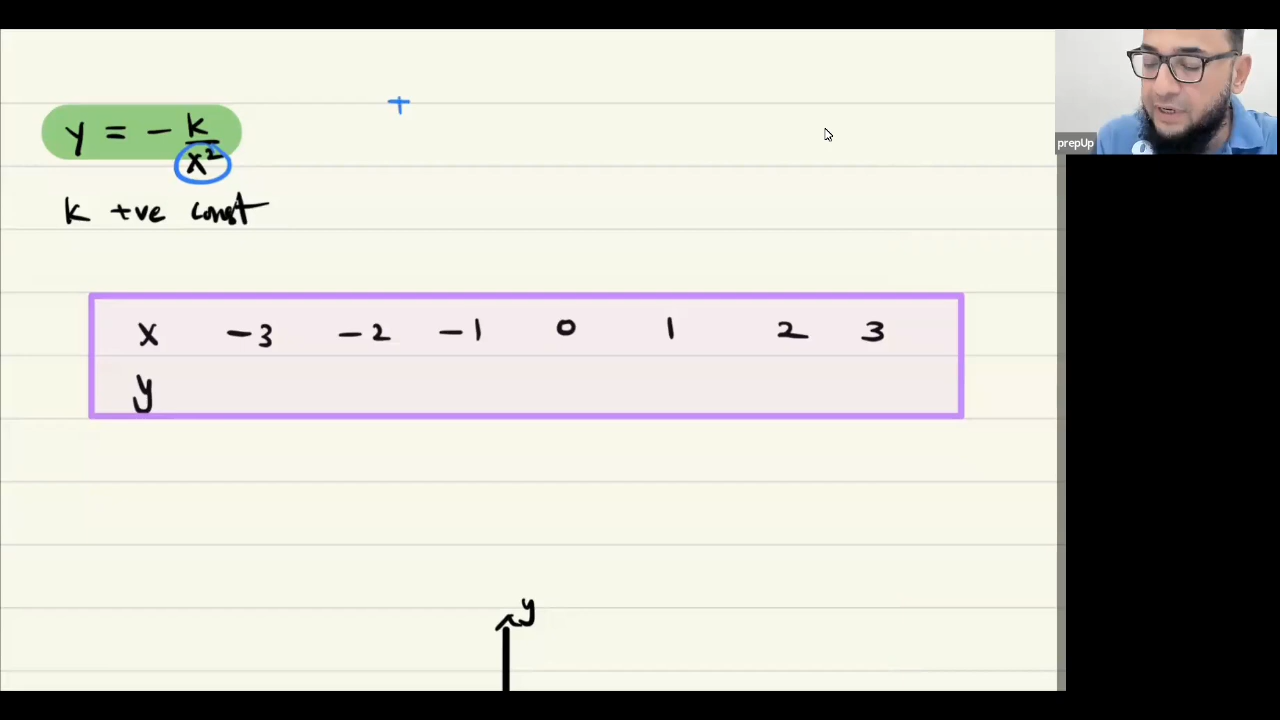 +
y = - k/x²
k +ve const
x -3 -2 -1 0 1 2 3
y
y
prepUp